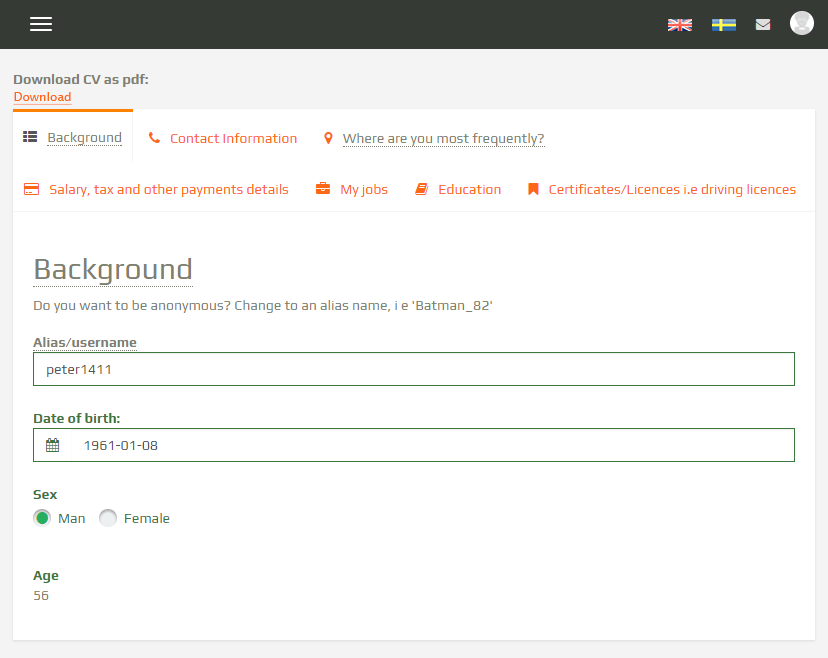 Download CV as pdf:
Download
Background
Contact Information
Where are you most frequently?
Salary, tax and other payments details
My jobs
Education
Certificates/Licences i.e driving licences
Background
Do you want to be anonymous? Change to an alias name, i e 'Batman_82'
Alias/username
peter1411
Date of birth:
1961-01-08
Sex
Man Female
Age
56